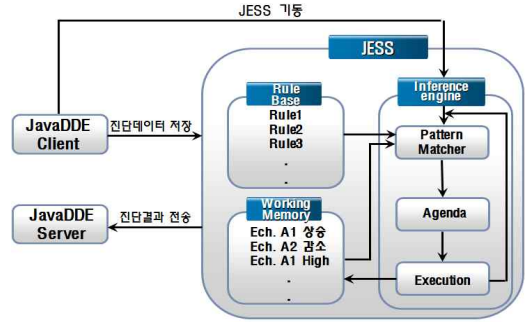 JESS 기동
JESS
Rule
Base
Rule1
Rule2
Rule3
.
.
Inference
engine
JavaDDE
Client
진단데이터 저장
Pattern
Matcher
JavaDDE
Server
진단결과 전송
Working
Memory
Ech. A1 상승
Ech. A2 감소
Ech. A1 High
.
.
Agenda
Execution